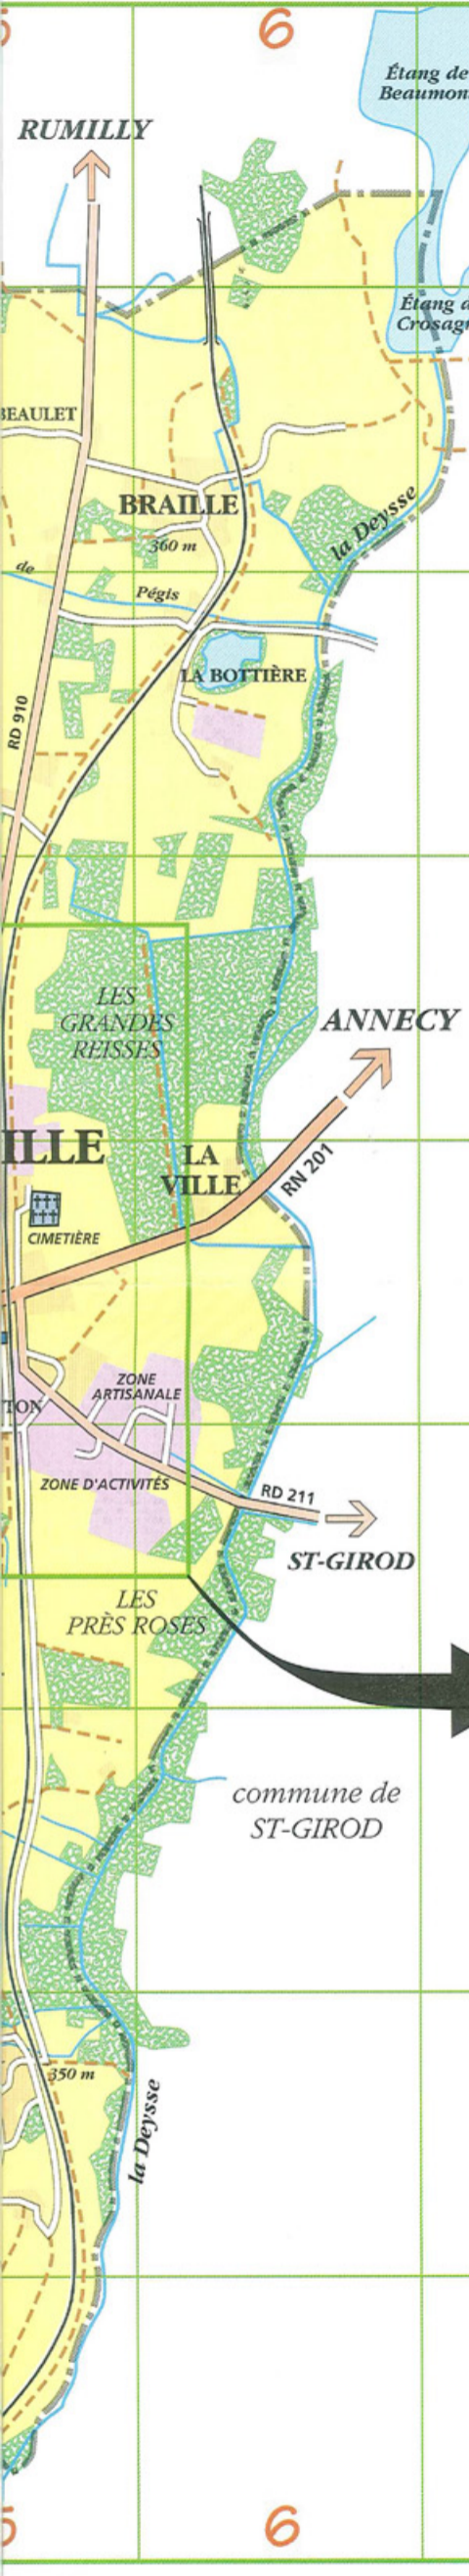 6
Étang de
Beaumon
RUMILLY
Étang d
Crosagn
BEAULET
BRAILLE
360 m
la Deysse
de
Pégis
LA BOTTIÈRE
RD 910
LES
GRANDES
REISSES
ANNECY
ILLE
LA
VILLE
RN 201
CIMETIÈRE
ZONE
ARTISANALE
TON
ZONE D'ACTIVITÉS
RD 211
ST-GIROD
LES
PRÈS ROSES
commune de
ST-GIROD
350 m
la Deysse
5
6